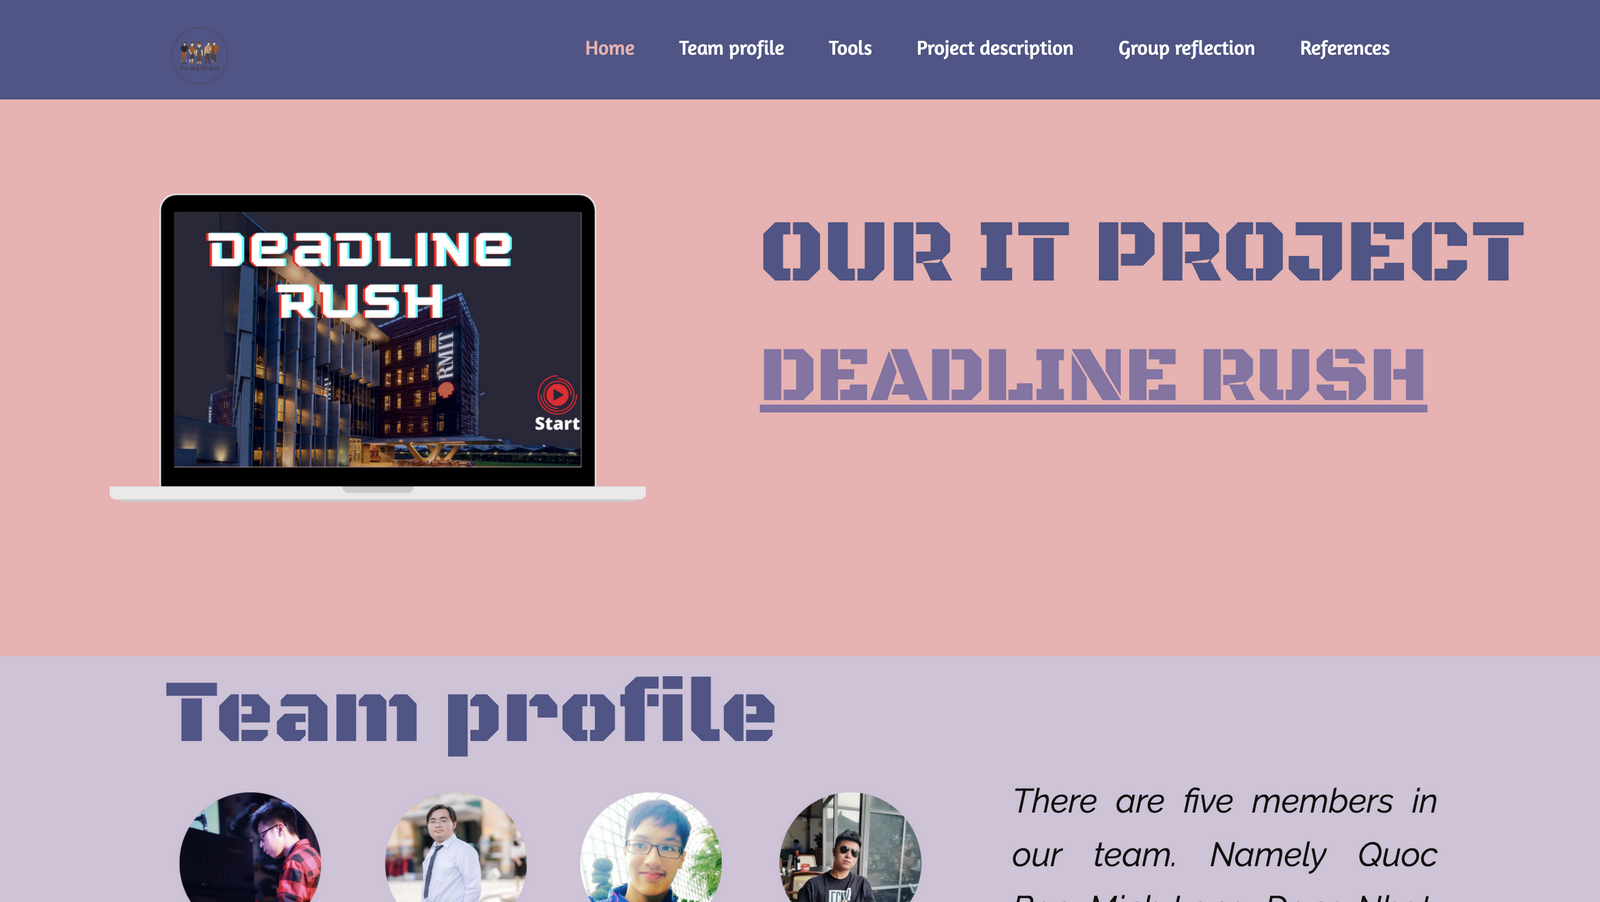 Home Team profile Tools Project description Group reflection References
DeaDLINe
RUSH
RMIT
Start
OUR IT PROJECT
DEADLINE RUSH
Team profile
There are five members in
our team. Namely Quoc